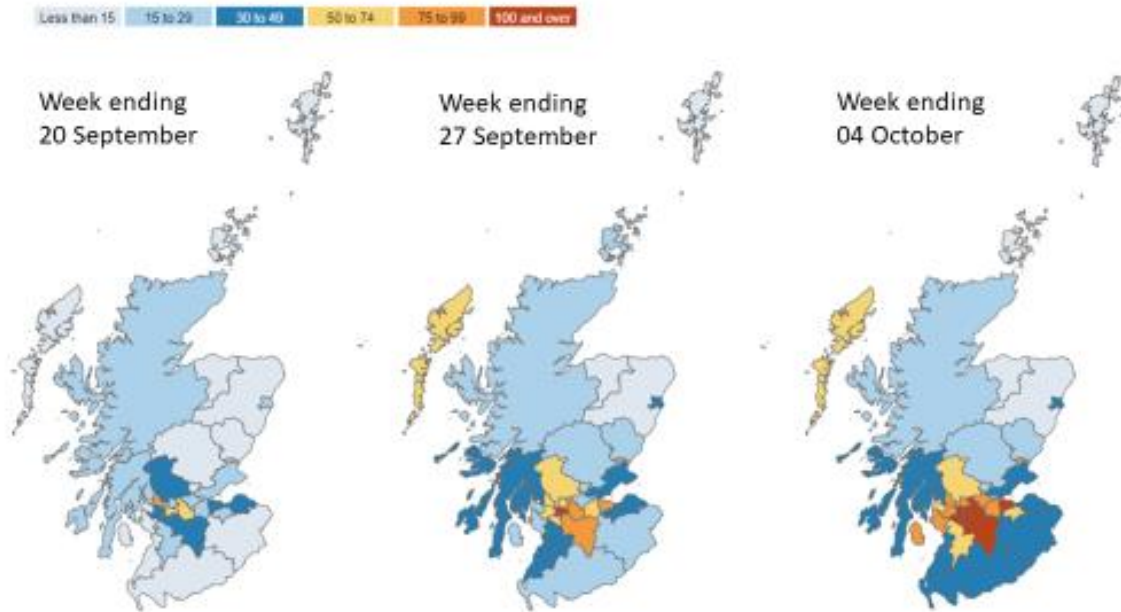 Less than 15 15 to 29 30 to 49 50 to 74 75 to 99 100 and over
Week ending
20 September
Week ending
27 September
Week ending
04 October